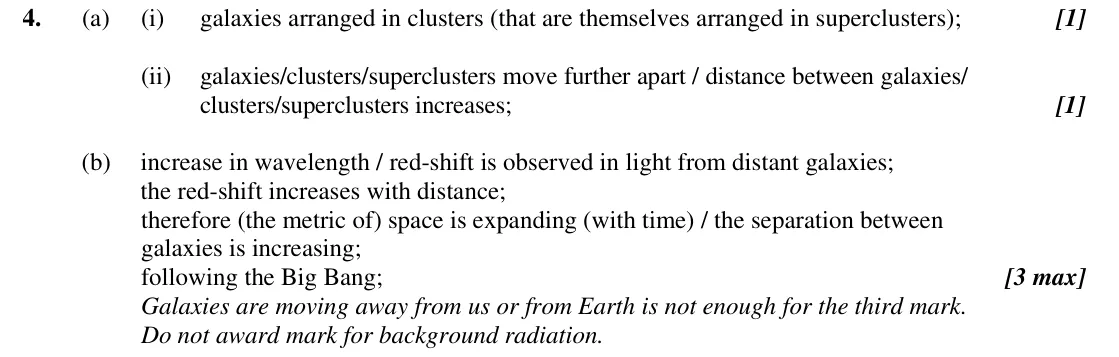 4. (a) (i) galaxies arranged in clusters (that are themselves arranged in superclusters); [1]
(ii) galaxies/clusters/superclusters move further apart / distance between galaxies/
clusters/superclusters increases; [1]
(b) increase in wavelength / red-shift is observed in light from distant galaxies;
the red-shift increases with distance;
therefore (the metric of) space is expanding (with time) / the separation between
galaxies is increasing;
following the Big Bang; [3 max]
Galaxies are moving away from us or from Earth is not enough for the third mark.
Do not award mark for background radiation.